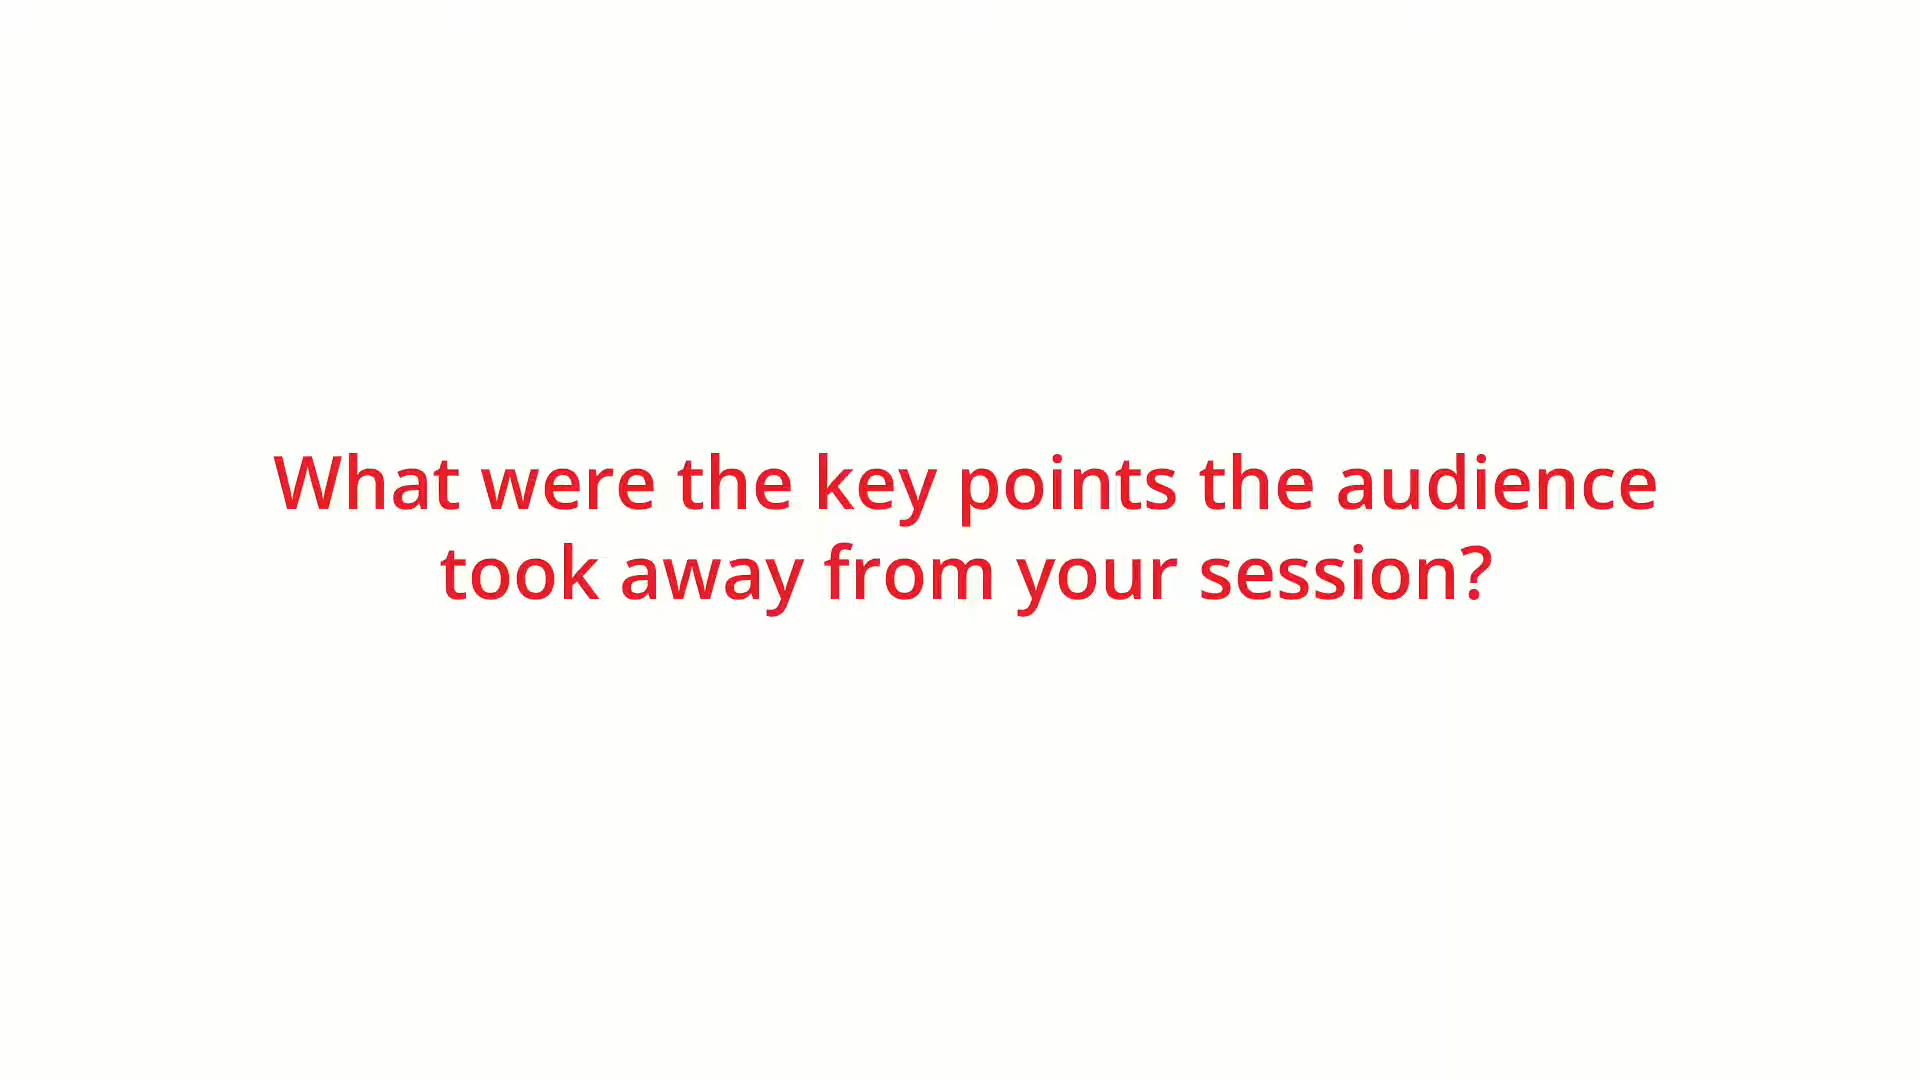 What were the key points the audience
took away from your session?